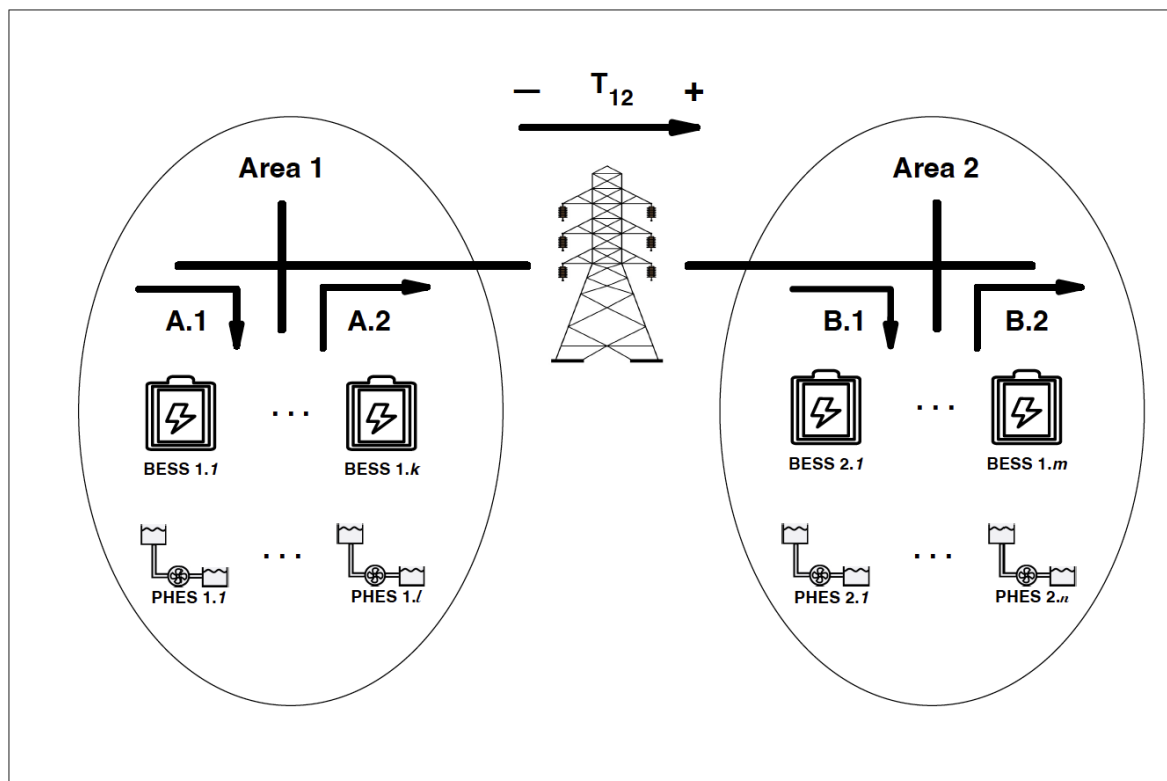 — T12 +
Area 1
Area 2
A.1
A.2
B.1
B.2
. . .
. . .
BESS 1.1
BESS 1.k
BESS 2.1
BESS 1.m
. . .
. . .
PHES 1.1
PHES 1.l
PHES 2.1
PHES 2.n